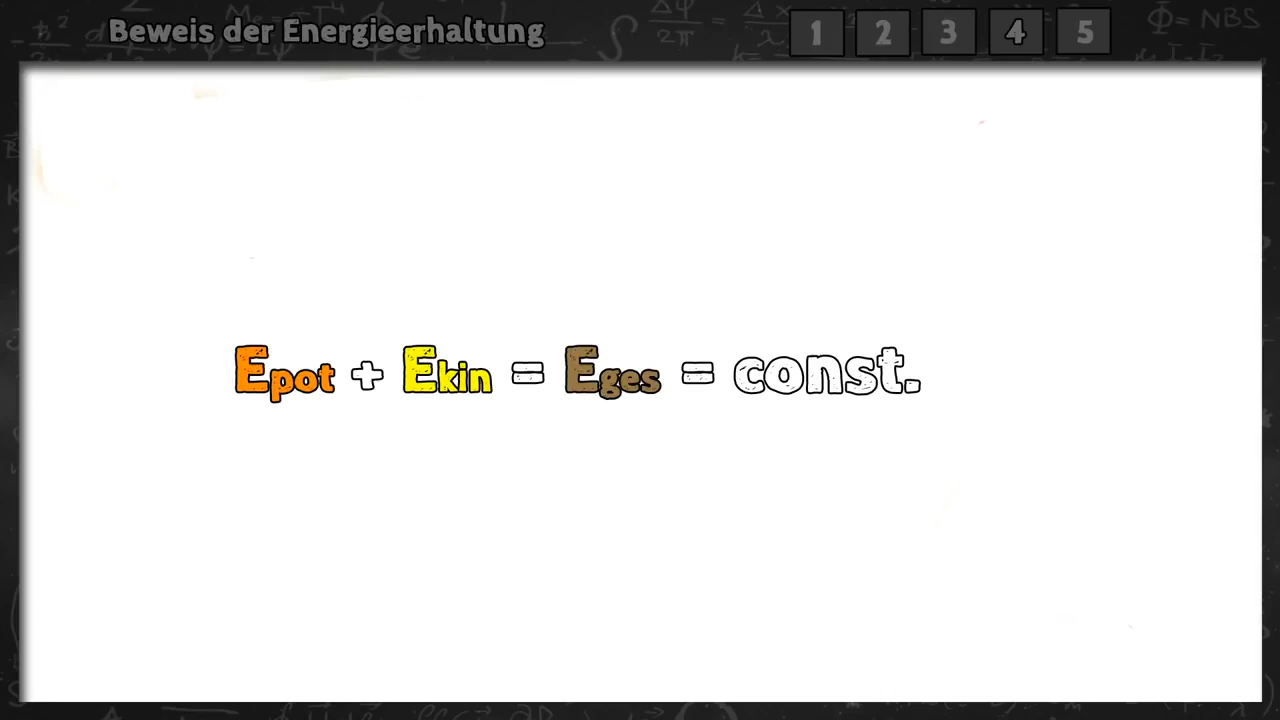 Beweis der Energieerhaltung
1 2 3 4 5
Epot + Ekin = Eges = const.